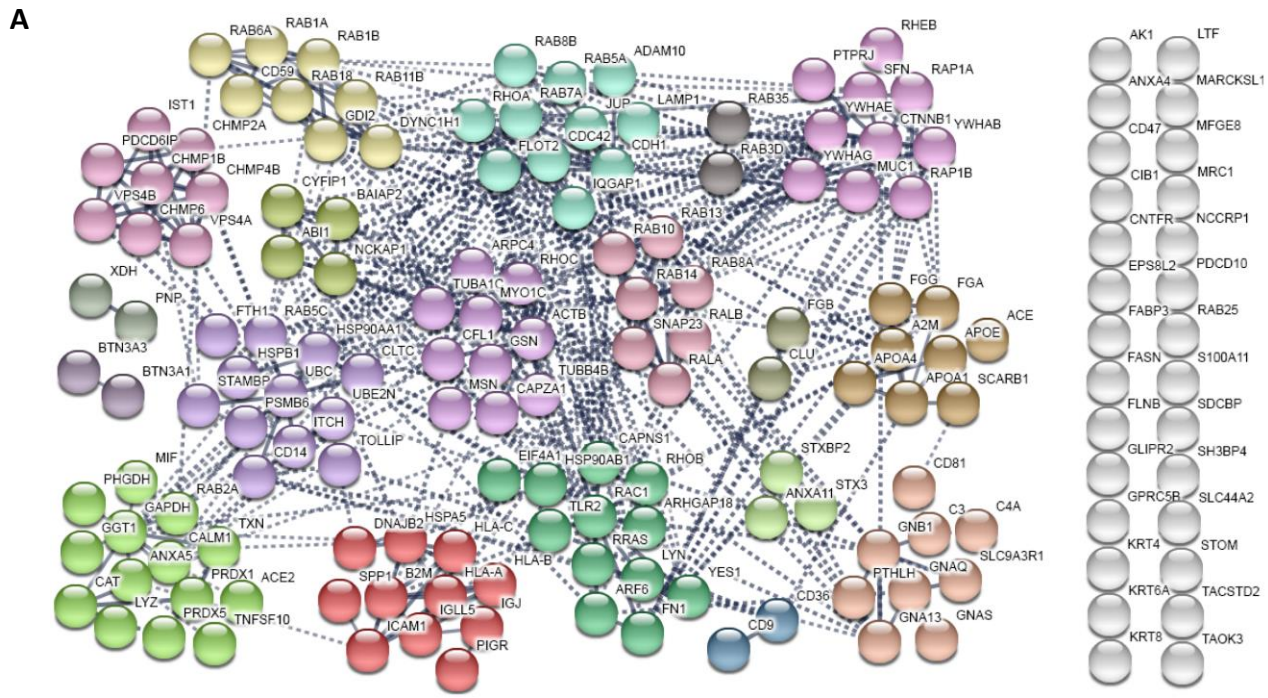 A
RAB6A
RAB1A
RAB1B
CD59
RAB18
RAB11B
GDI2
DYNC1H1
IST1
CHMP2A
PDCD6IP
CHMP1B
CHMP4B
VPS4B
CHMP6
VPS4A
CYFIP1
BAIAP2
ABI1
NCKAP1
RAB8B
RAB5A
ADAM10
RHOA
RAB7A
JUP
LAMP1
CDC42
FLOT2
CDH1
IQGAP1
RAB35
RAB3D
RHEB
PTPRJ
SFN
RAP1A
YWHAE
CTNNB1
YWHAB
YWHAG
MUC1
RAP1B
XDH
PNP
BTN3A3
BTN3A1
FTH1
RAB5C
HSP90AA1
HSPB1
CLTC
STAMBP
UBC
UBE2N
PSMB6
ITCH
CD14
TOLLIP
RAB2A
ARPC4
RHOC
TUBA1C
MYO1C
ACTB
CFL1
GSN
TUBB4B
MSN
CAPZA1
RAB13
RAB10
RAB14
RAB8A
SNAP23
RALB
RALA
FGB
CLU
FGG
FGA
A2M
ACE
APOE
APOA4
APOA1
SCARB1
MIF
PHGDH
GAPDH
GGT1
TXN
CALM1
ANXA5
CAT
PRDX1
ACE2
LYZ
PRDX5
TNFSF10
DNAJB2
HSPA5
HLA-C
HLA-B
SPP1
B2M
HLA-A
IGLL5
IGJ
ICAM1
PIGR
CAPNS1
EIF4A1
HSP90AB1
RHOB
RAC1
TLR2
ARHGAP18
RRAS
LYN
YES1
ARF6
FN1
STXBP2
ANXA11
STX3
CD36
CD9
CD81
C3
C4A
GNB1
SLC9A3R1
PTHLH
GNAQ
GNA13
GNAS
AK1
LTF
ANXA4
MARCKSL1
CD47
MFGE8
CIB1
MRC1
CNTFR
NCCRP1
EPS8L2
PDCD10
FABP3
RAB25
FASN
S100A11
FLNB
SDCBP
GLIPR2
SH3BP4
GPRC5B
SLC44A2
KRT4
STOM
KRT6A
TACSTD2
KRT8
TAOK3